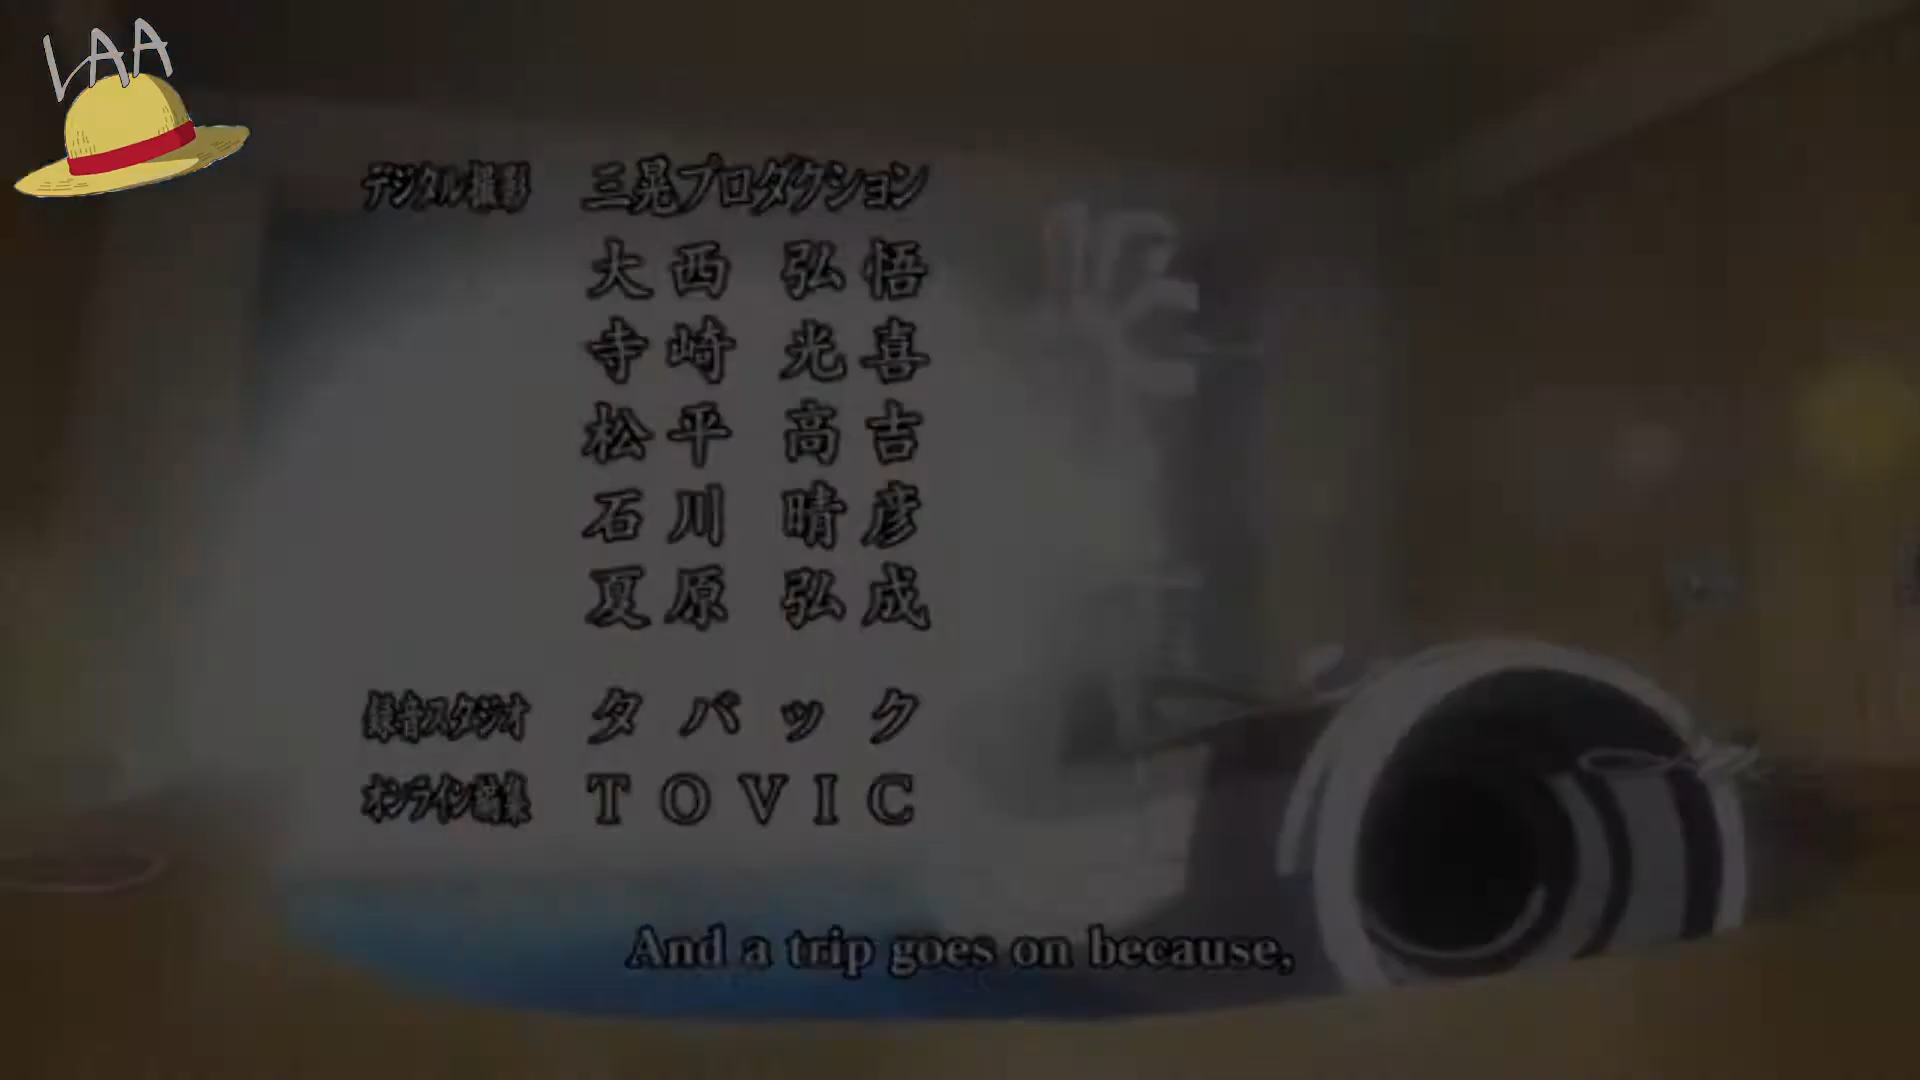 LAA
デジタル撮影 三晃プロダクション
大西 弘悟
寺崎 光喜
松平 高吉
石川 晴彦
夏原 弘成
録音スタジオ タバック
オンライン編集 TOVIC
And a trip goes on because,